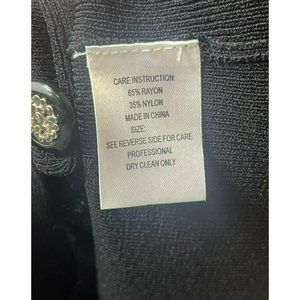 CARE INSTRUCTION:
65% RAYON
35% NYLON
MADE IN CHINA
SIZE:
SEE REVERSE SIDE FOR CARE
PROFESSIONAL
DRY CLEAN ONLY